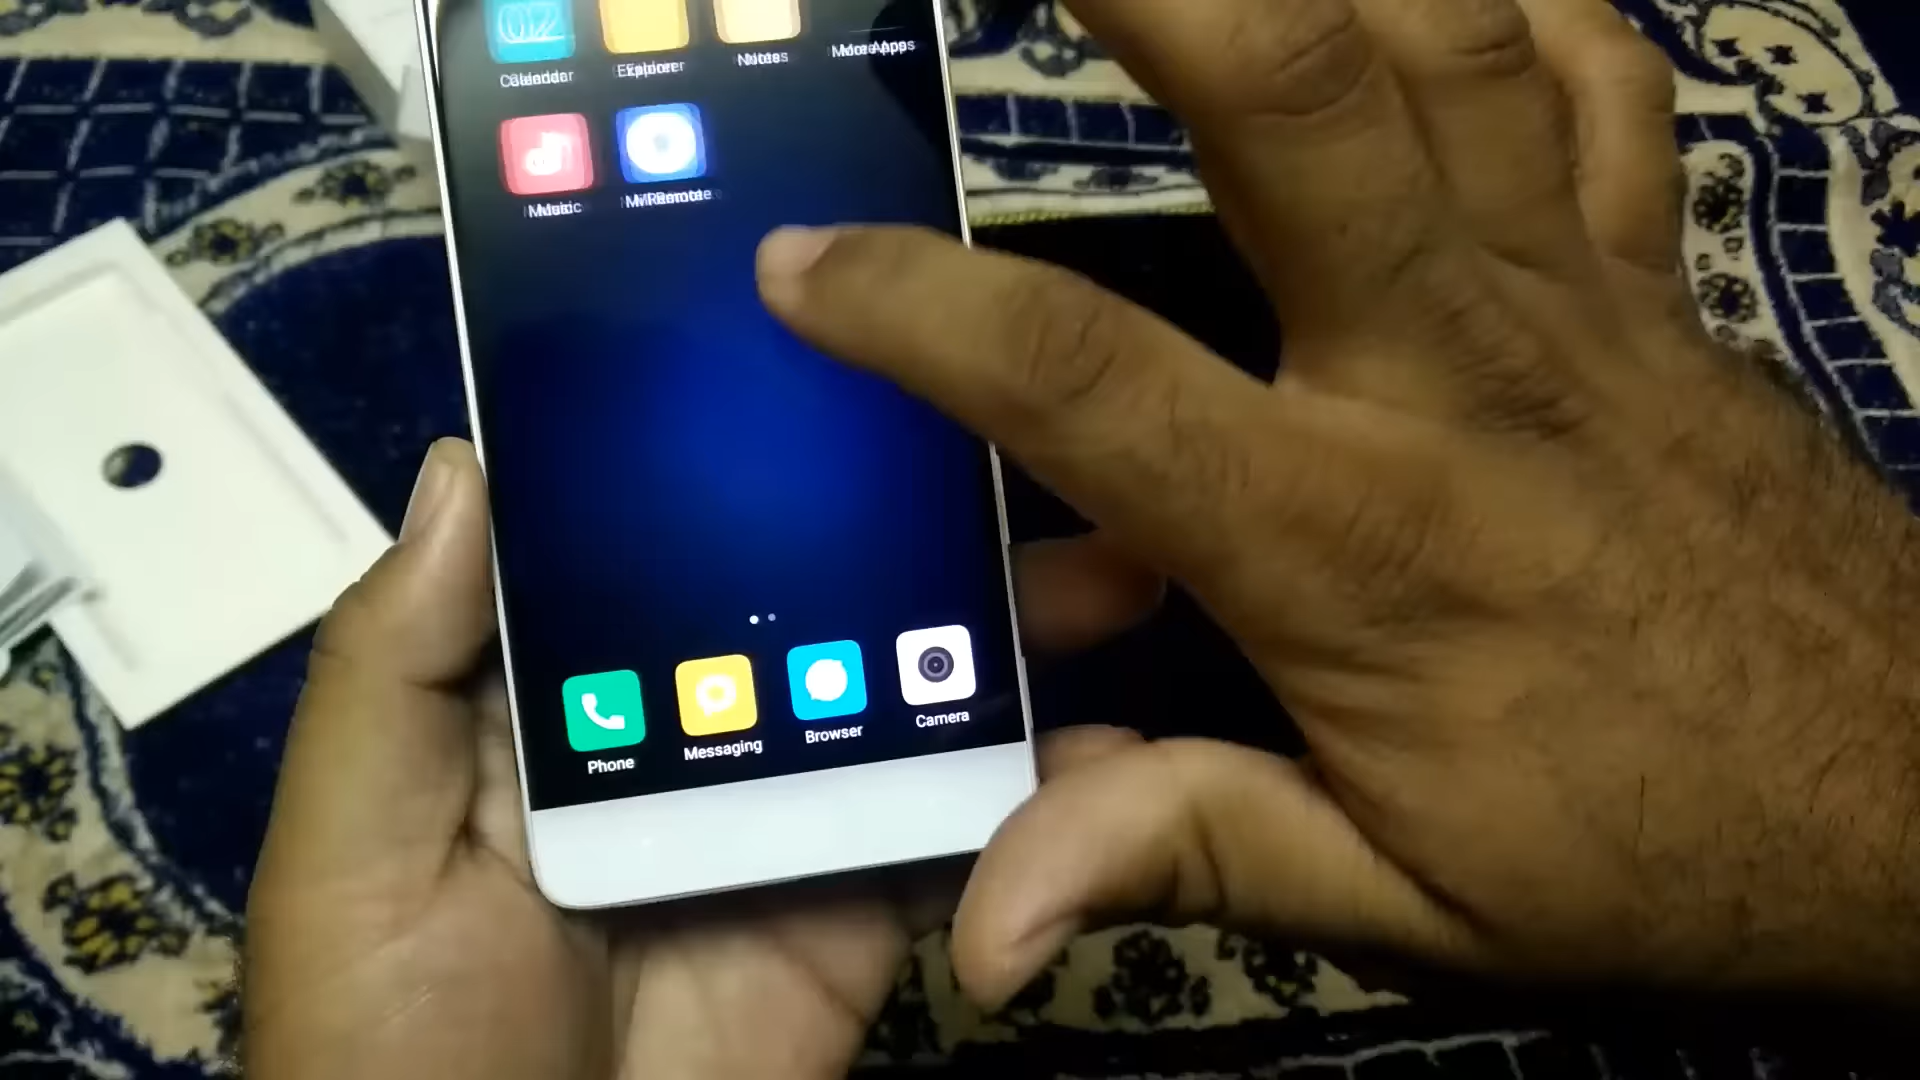 Calendar
Explorer
Notes
More Apps
Music
Mi Remote
Phone
Messaging
Browser
Camera